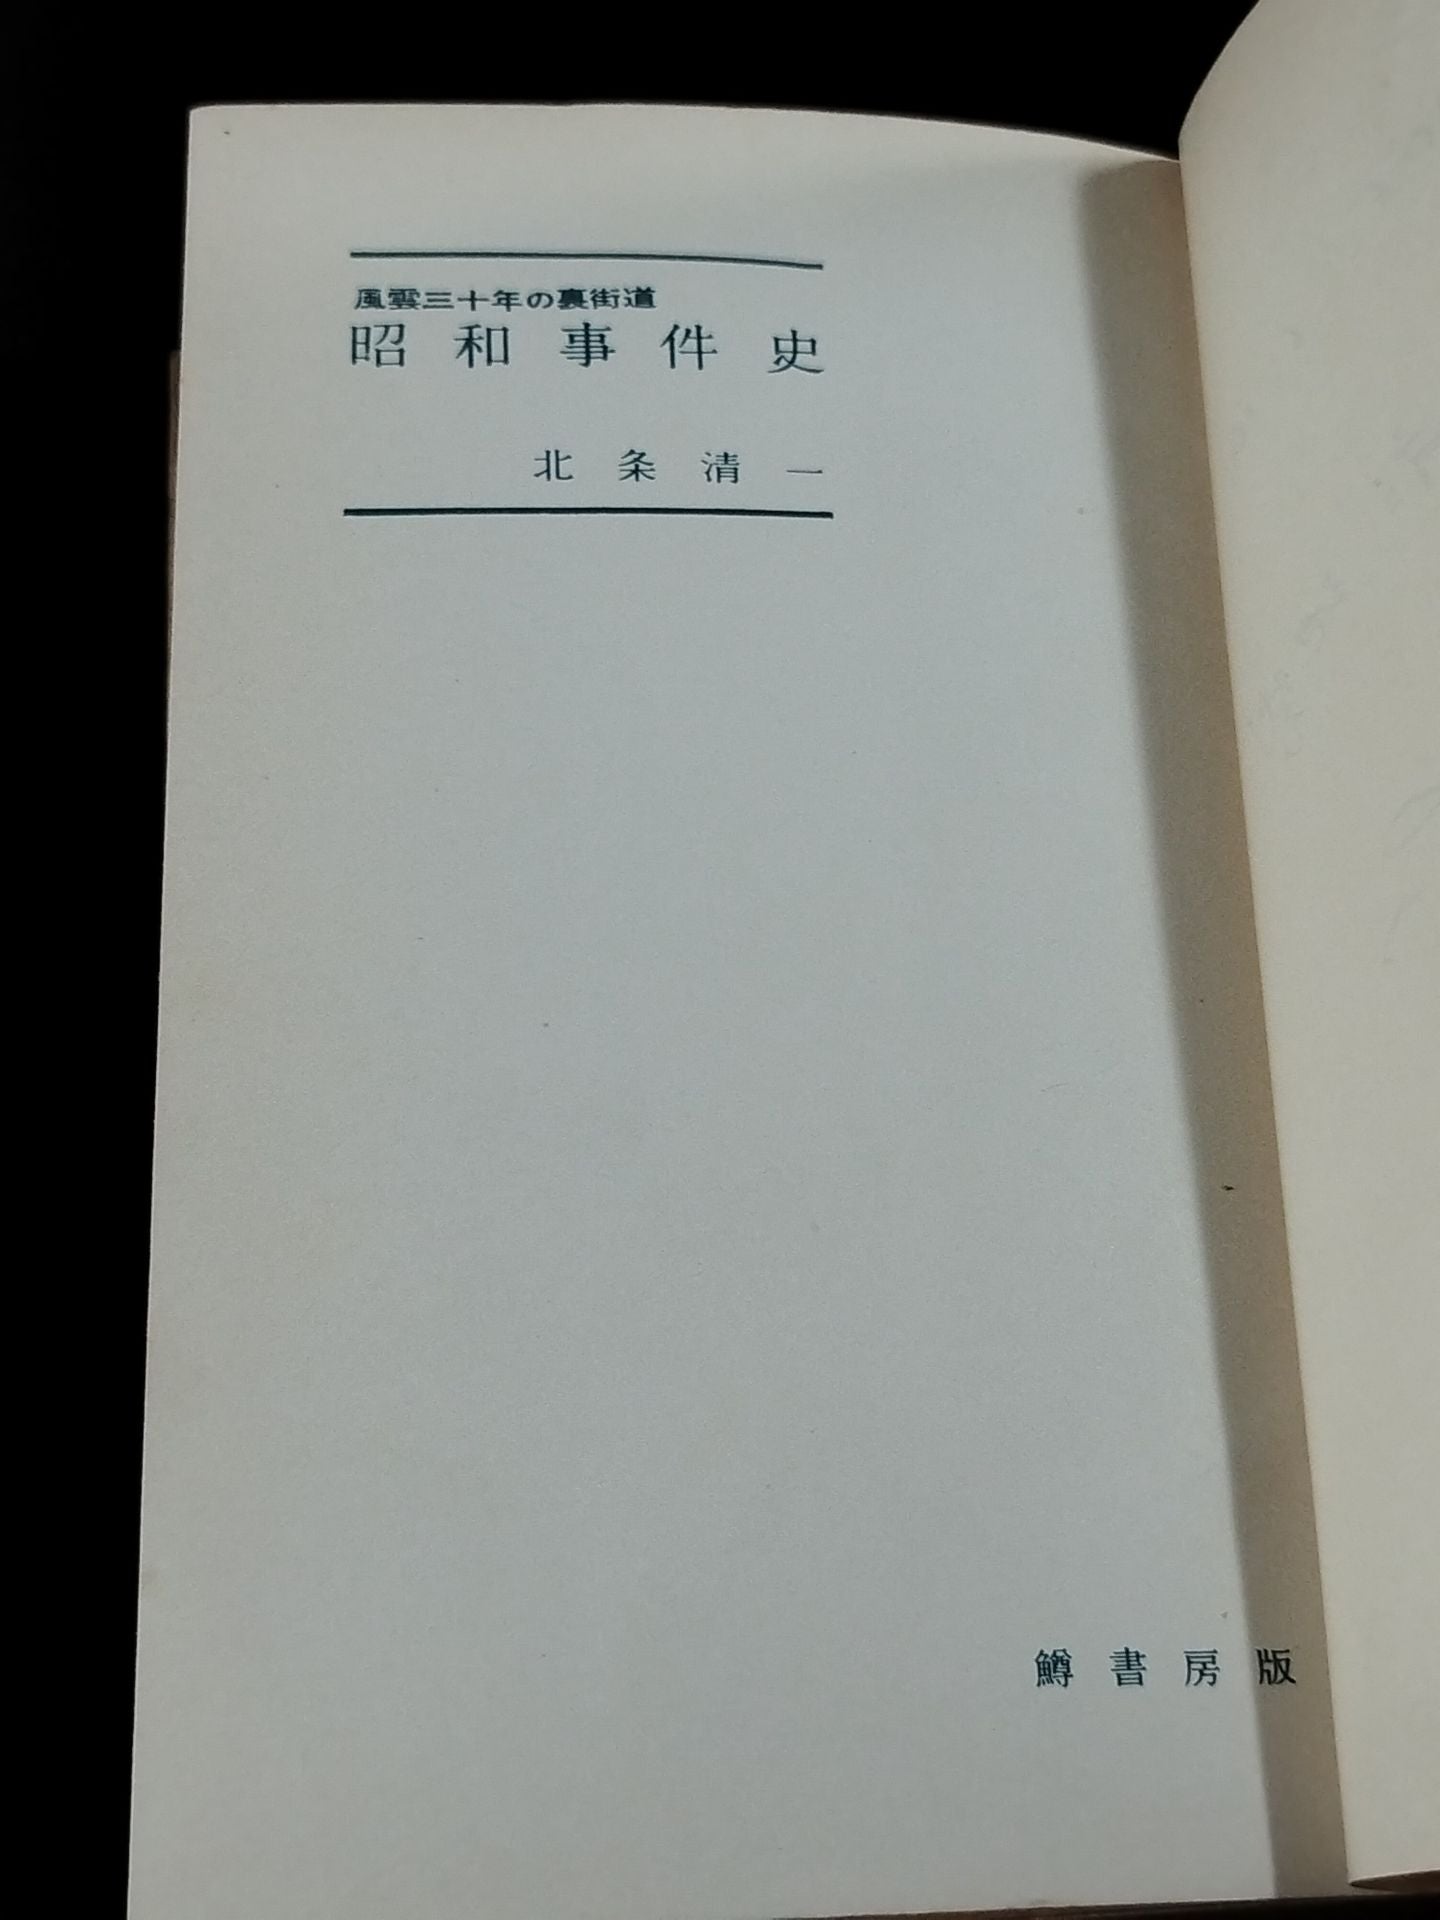 風雲三十年の裏街道
昭和事件史
北条清一
鱒書房版